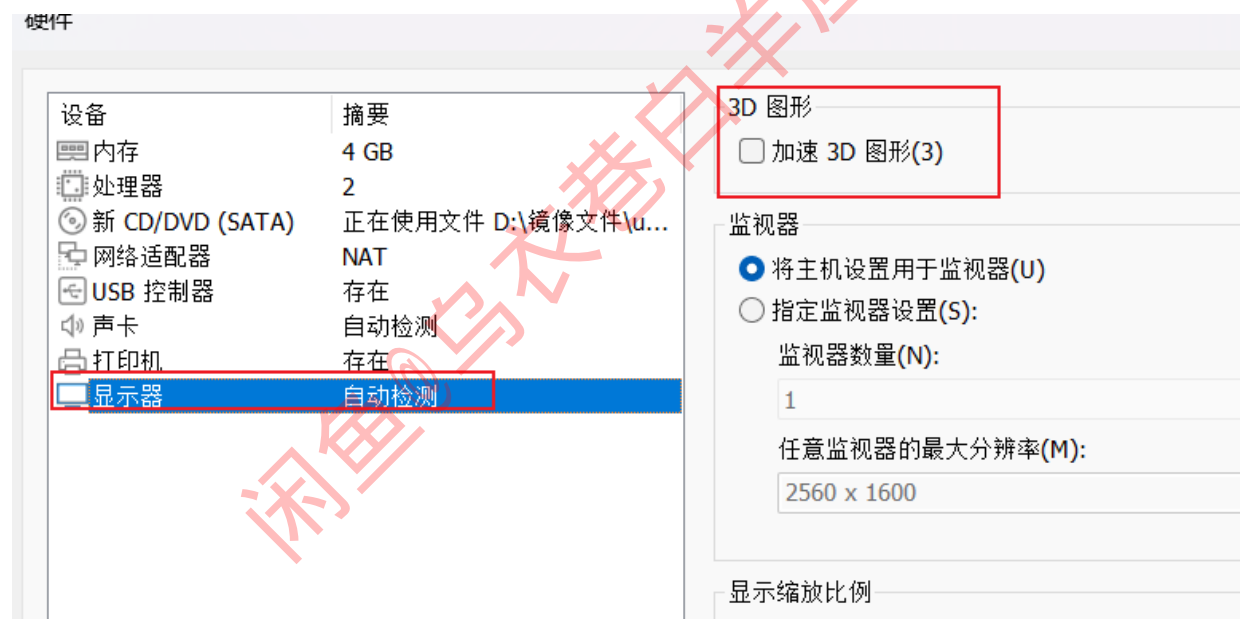 硬件
设备 摘要
内存 4 GB
处理器 2
新 CD/DVD (SATA) 正在使用文件 D:\镜像文件\u...
网络适配器 NAT
USB 控制器 存在
声卡 自动检测
打印机 存在
显示器 自动检测
3D 图形
加速 3D 图形(3)
监视器
将主机设置用于监视器(U)
指定监视器设置(S):
监视器数量(N):
1
任意监视器的最大分辨率(M):
2560 x 1600
显示缩放比例
闲鱼@乌衣巷白羊